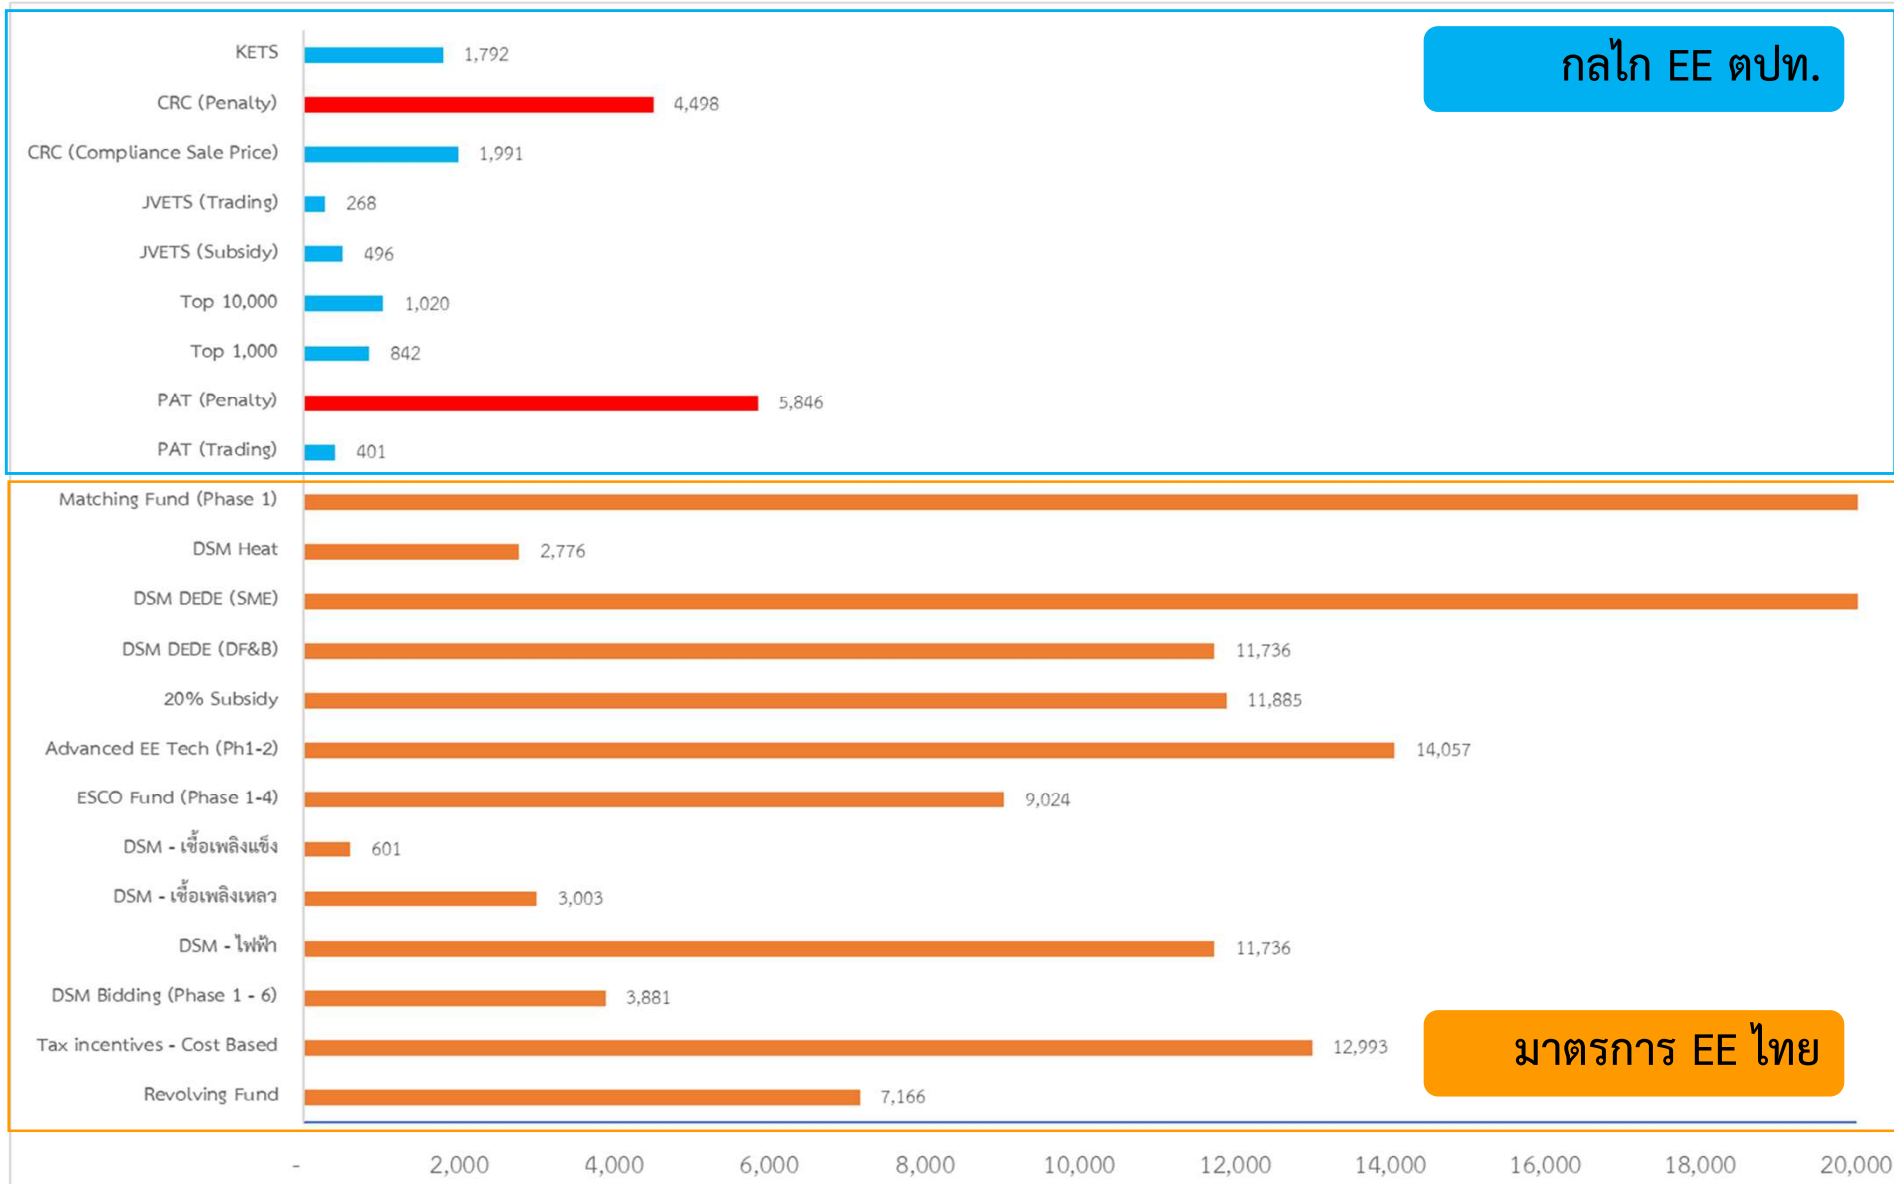 กลไก EE ตปท.
KETS 1,792
CRC (Penalty) 4,498
CRC (Compliance Sale Price) 1,991
JVETS (Trading) 268
JVETS (Subsidy) 496
Top 10,000 1,020
Top 1,000 842
PAT (Penalty) 5,846
PAT (Trading) 401
Matching Fund (Phase 1)
DSM Heat 2,776
DSM DEDE (SME)
DSM DEDE (DF&B) 11,736
20% Subsidy 11,885
Advanced EE Tech (Ph1-2) 14,057
ESCO Fund (Phase 1-4) 9,024
DSM - เชื้อเพลิงแข็ง 601
DSM - เชื้อเพลิงเหลว 3,003
DSM - ไฟฟ้า 11,736
DSM Bidding (Phase 1 - 6) 3,881
Tax incentives - Cost Based 12,993
มาตรการ EE ไทย
Revolving Fund 7,166
- 2,000 4,000 6,000 8,000 10,000 12,000 14,000 16,000 18,000 20,000